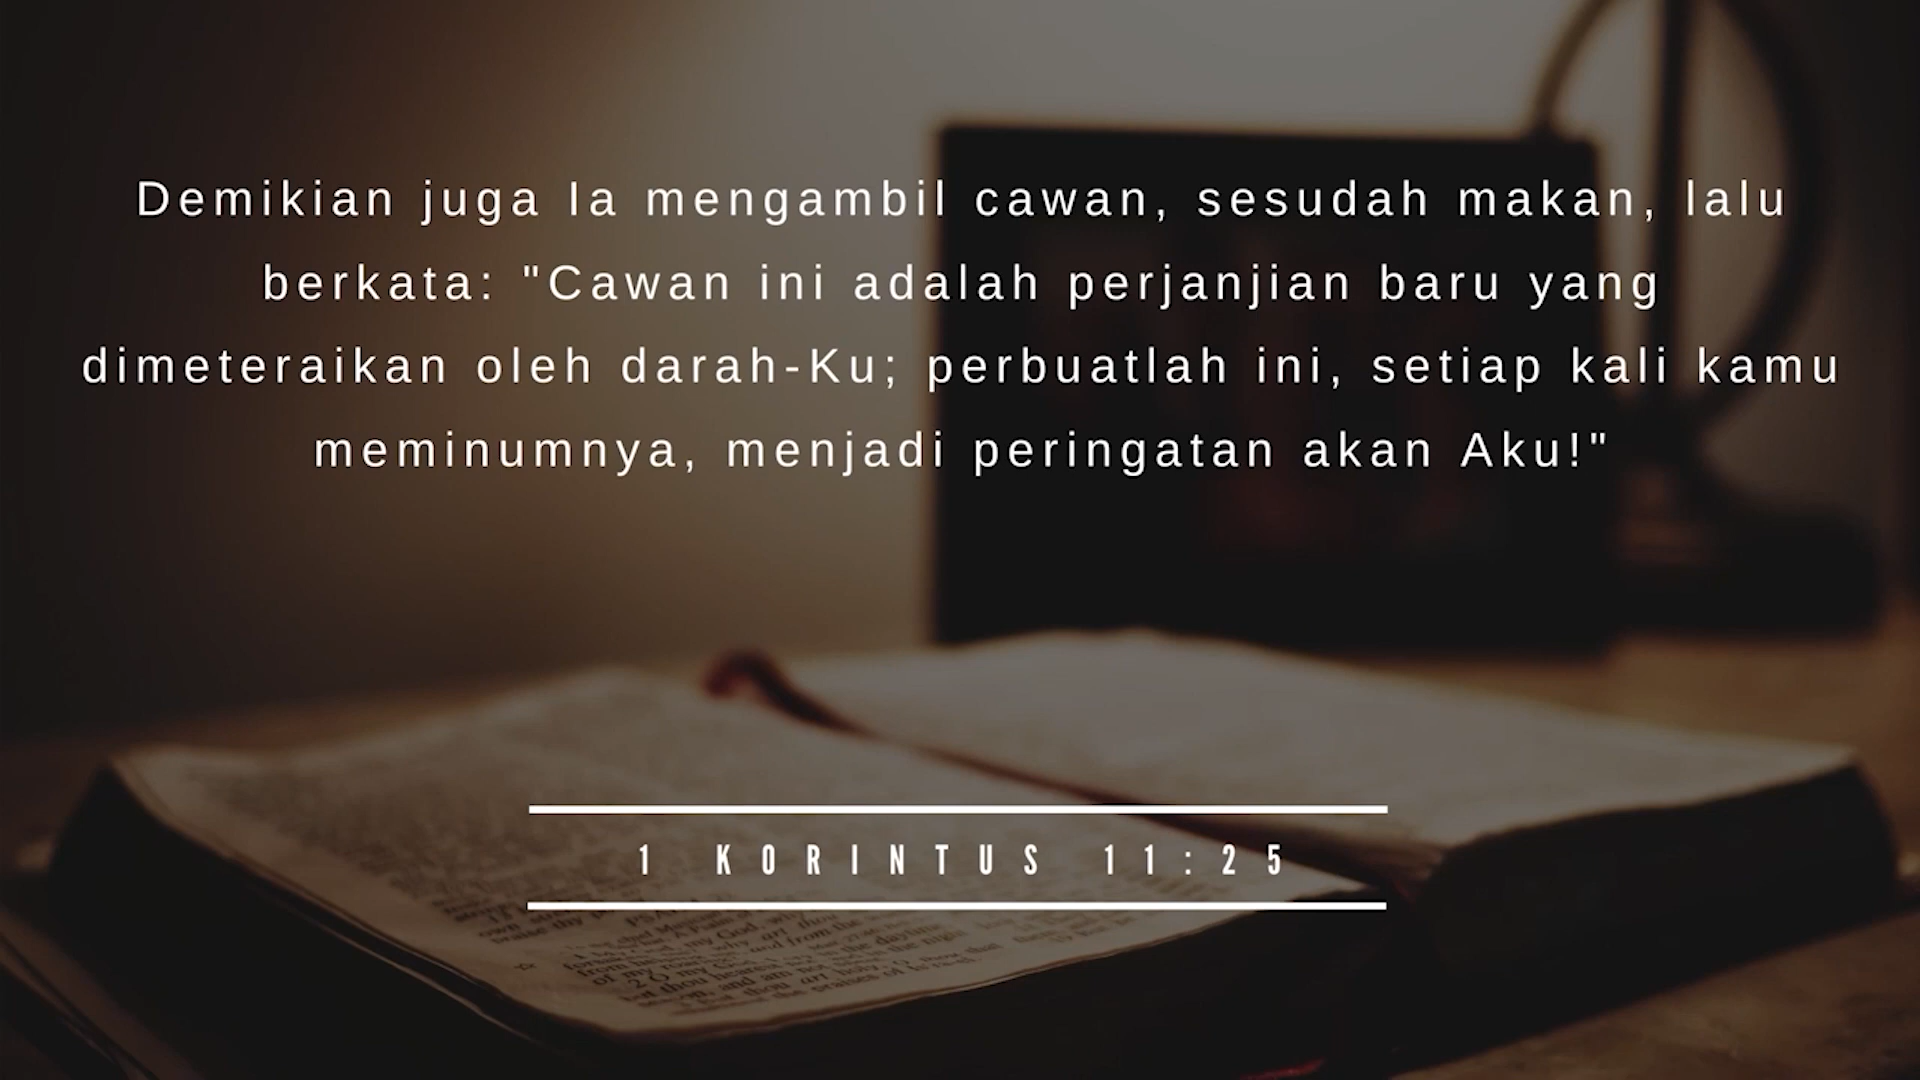 Demikian juga Ia mengambil cawan, sesudah makan, lalu
berkata: "Cawan ini adalah perjanjian baru yang
dimeteraikan oleh darah-Ku; perbuatlah ini, setiap kali kamu
meminumnya, menjadi peringatan akan Aku!"
1 KORINTUS 11:25